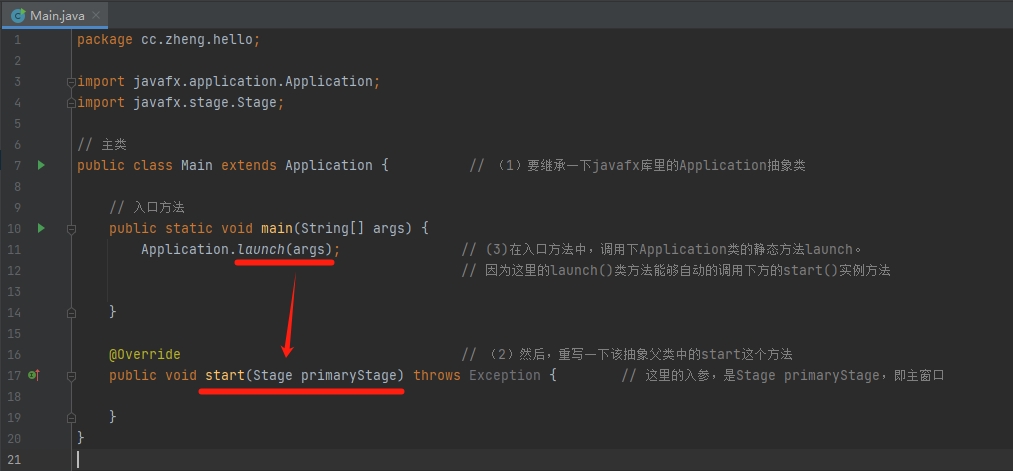 Main.java
1 package cc.zheng.hello;
2
3 import javafx.application.Application;
4 import javafx.stage.Stage;
5
6 // 主类
7 public class Main extends Application { // （1）要继承一下javafx库里的Application抽象类
8
9 // 入口方法
10 public static void main(String[] args) {
11 Application.launch(args); // (3)在入口方法中，调用下Application类的静态方法launch。
12 // 因为这里的launch()类方法能够自动的调用下方的start()实例方法
13
14 }
15
16 @Override // （2）然后，重写一下该抽象父类中的start这个方法
17 public void start(Stage primaryStage) throws Exception { // 这里的入参，是Stage primaryStage，即主窗口
18
19 }
20 }
21